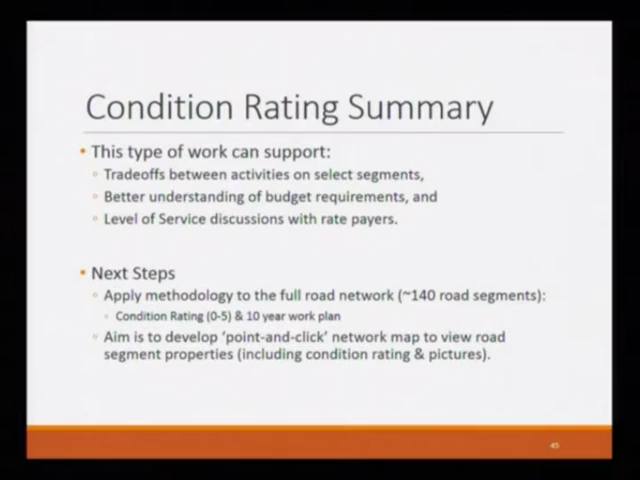 Condition Rating Summary
• This type of work can support:
◦ Tradeoffs between activities on select segments,
◦ Better understanding of budget requirements, and
◦ Level of Service discussions with rate payers.
• Next Steps
◦ Apply methodology to the full road network (~140 road segments):
◦ Condition Rating (0-5) & 10 year work plan
◦ Aim is to develop ‘point-and-click’ network map to view road
segment properties (including condition rating & pictures).
45